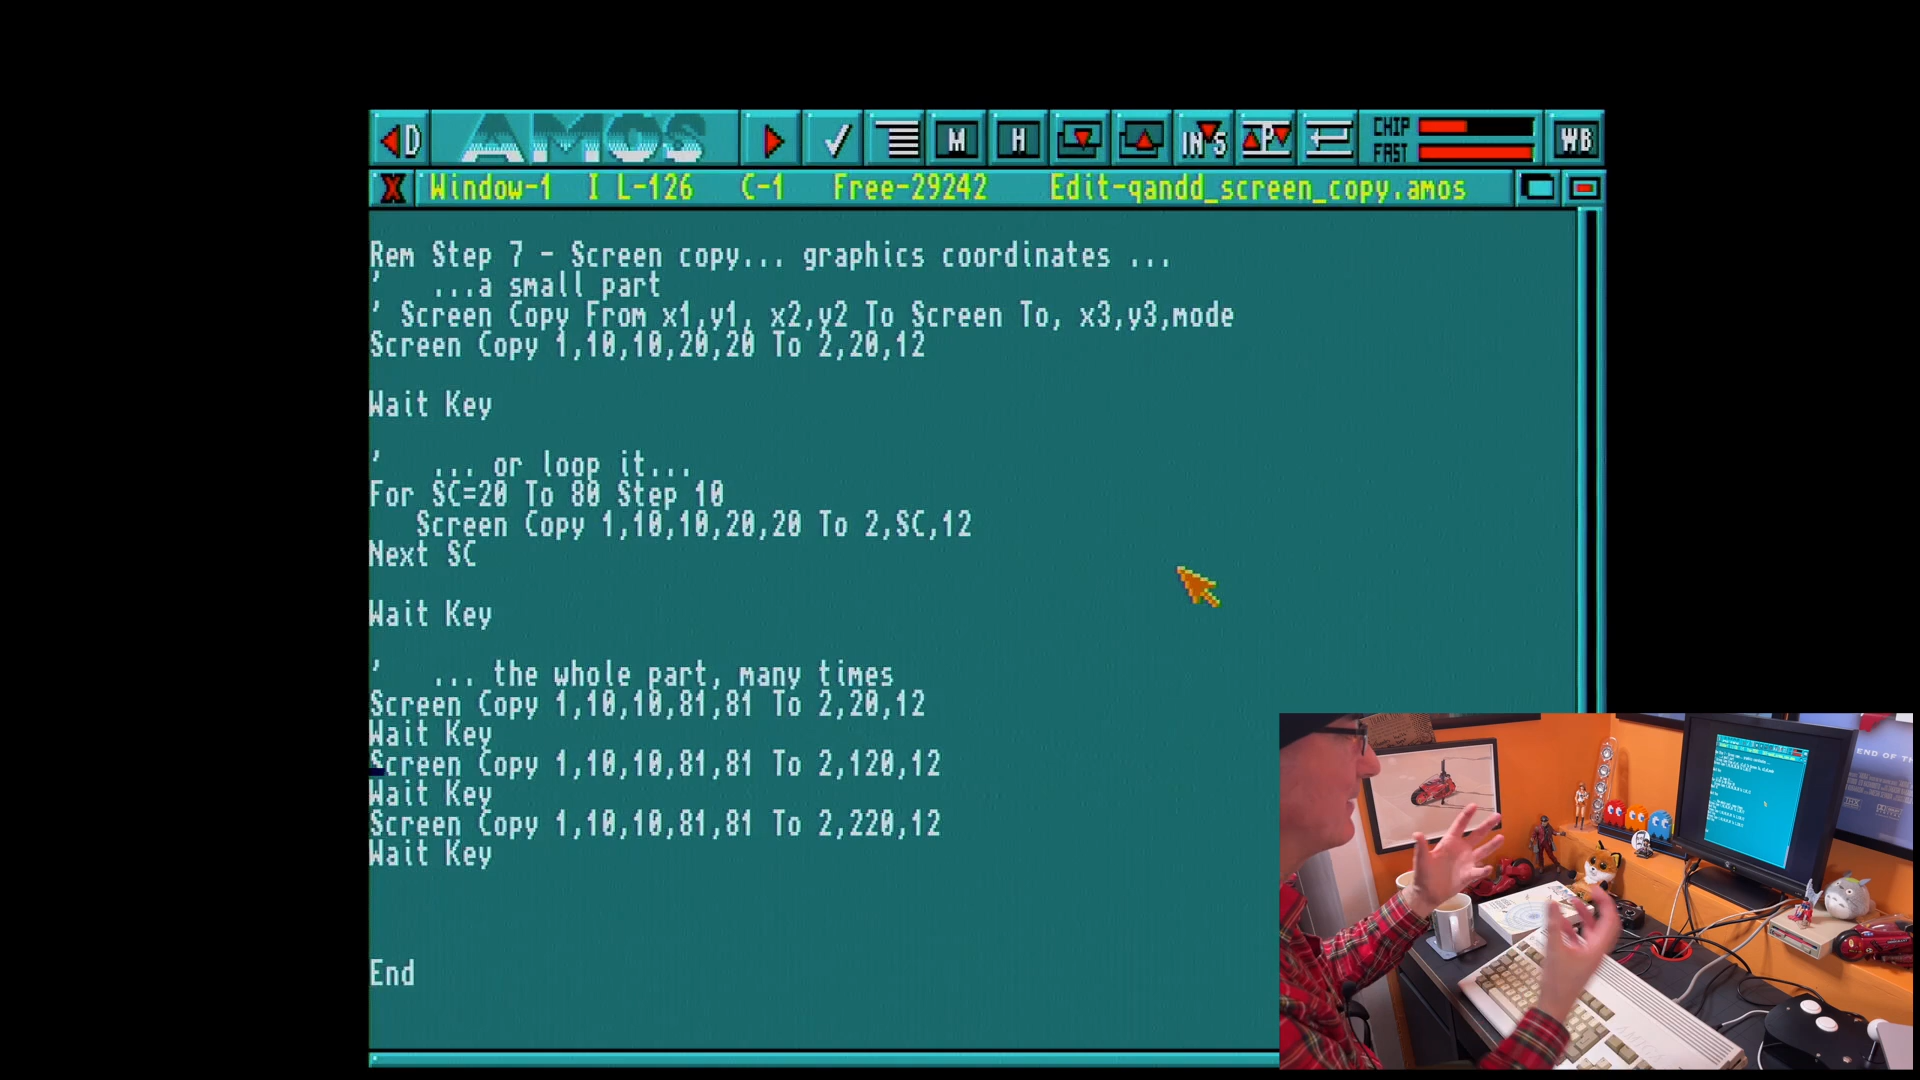 D AMOS M H INS P CHIP FAST WB
X Window-1 I L-126 C-1 Free-29242 Edit-qandd_screen_copy.amos
Rem Step 7 - Screen copy... graphics coordinates ...
'   ...a small part
' Screen Copy From x1,y1, x2,y2 To Screen To, x3,y3,mode
Screen Copy 1,10,10,20,20 To 2,20,12
Wait Key
'   ... or loop it...
For SC=20 To 80 Step 10
Screen Copy 1,10,10,20,20 To 2,SC,12
Next SC
Wait Key
'   ... the whole part, many times
Screen Copy 1,10,10,81,81 To 2,20,12
Wait Key
Screen Copy 1,10,10,81,81 To 2,120,12
Wait Key
Screen Copy 1,10,10,81,81 To 2,220,12
Wait Key
End
END OF THE
AMIGA